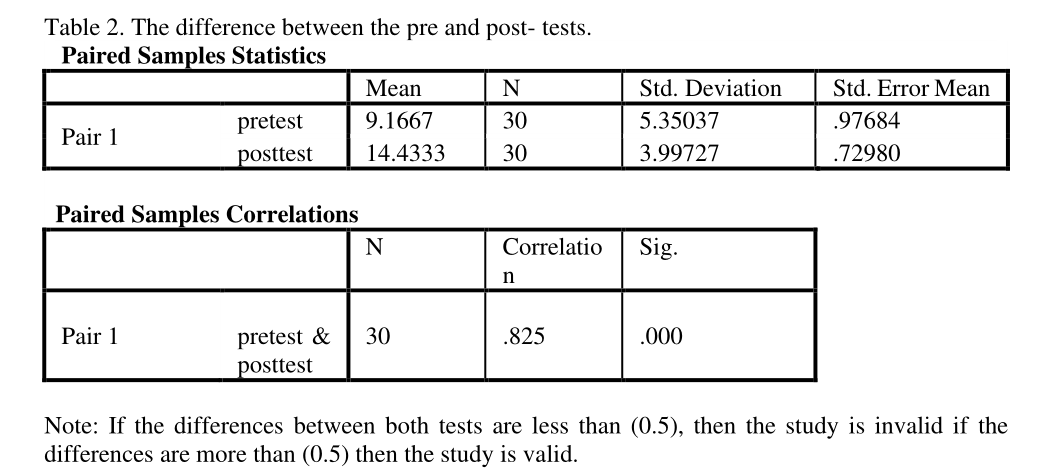 Table 2. The difference between the pre and post- tests.
Paired Samples Statistics
Mean N Std. Deviation Std. Error Mean
Pair 1 pretest 9.1667 30 5.35037 .97684
posttest 14.4333 30 3.99727 .72980
Paired Samples Correlations
N Correlatio Sig.
n
Pair 1 pretest & 30 .825 .000
posttest
Note: If the differences between both tests are less than (0.5), then the study is invalid if the
differences are more than (0.5) then the study is valid.